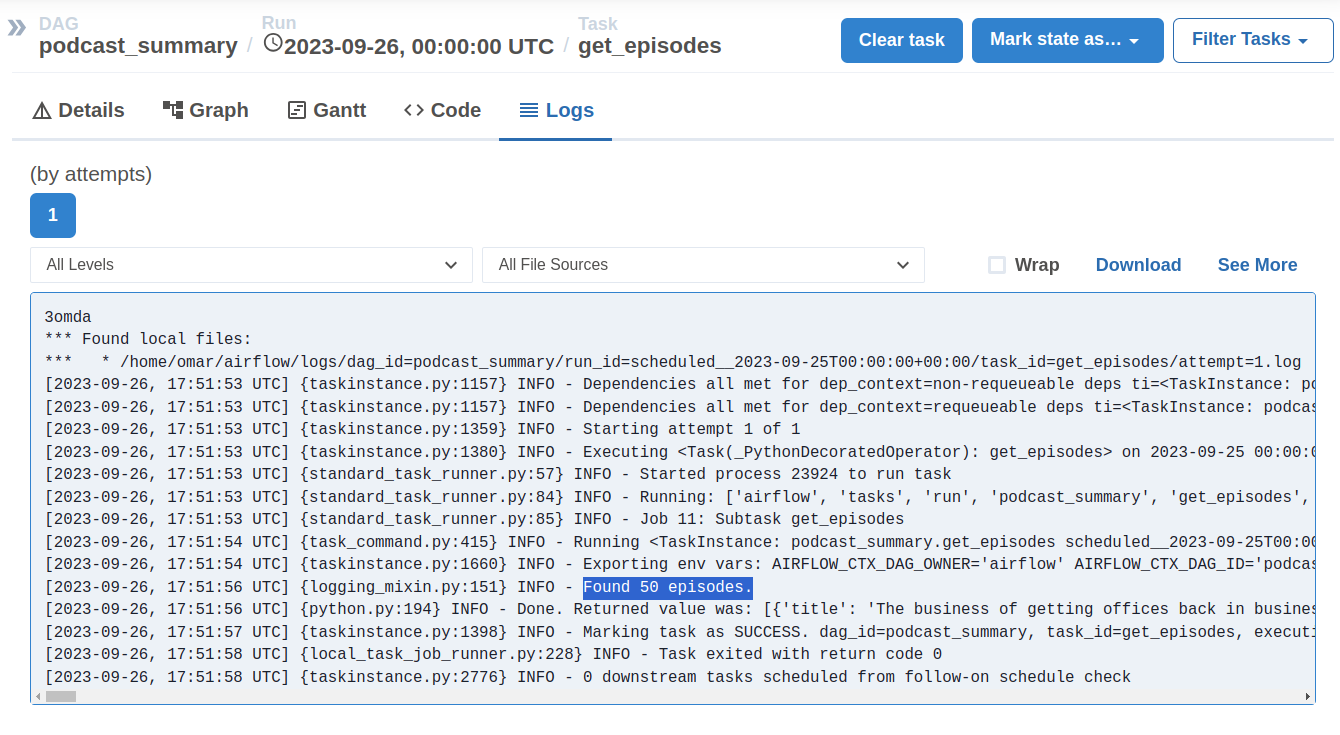 DAG
podcast_summary
/
Run
2023-09-26, 00:00:00 UTC
/
Task
get_episodes
Clear task
Mark state as…
Filter Tasks
Details
Graph
Gantt
Code
Logs
(by attempts)
1
All Levels
All File Sources
Wrap
Download
See More
3omda
*** Found local files:
***   * /home/omar/airflow/logs/dag_id=podcast_summary/run_id=scheduled__2023-09-25T00:00:00+00:00/task_id=get_episodes/attempt=1.log
[2023-09-26, 17:51:53 UTC] {taskinstance.py:1157} INFO - Dependencies all met for dep_context=non-requeueable deps ti=<TaskInstance: po
[2023-09-26, 17:51:53 UTC] {taskinstance.py:1157} INFO - Dependencies all met for dep_context=requeueable deps ti=<TaskInstance: podcas
[2023-09-26, 17:51:53 UTC] {taskinstance.py:1359} INFO - Starting attempt 1 of 1
[2023-09-26, 17:51:53 UTC] {taskinstance.py:1380} INFO - Executing <Task(_PythonDecoratedOperator): get_episodes> on 2023-09-25 00:00:0
[2023-09-26, 17:51:53 UTC] {standard_task_runner.py:57} INFO - Started process 23924 to run task
[2023-09-26, 17:51:53 UTC] {standard_task_runner.py:84} INFO - Running: ['airflow', 'tasks', 'run', 'podcast_summary', 'get_episodes',
[2023-09-26, 17:51:53 UTC] {standard_task_runner.py:85} INFO - Job 11: Subtask get_episodes
[2023-09-26, 17:51:54 UTC] {task_command.py:415} INFO - Running <TaskInstance: podcast_summary.get_episodes scheduled__2023-09-25T00:00
[2023-09-26, 17:51:54 UTC] {taskinstance.py:1660} INFO - Exporting env vars: AIRFLOW_CTX_DAG_OWNER='airflow' AIRFLOW_CTX_DAG_ID='podcas
[2023-09-26, 17:51:56 UTC] {logging_mixin.py:151} INFO - Found 50 episodes.
[2023-09-26, 17:51:56 UTC] {python.py:194} INFO - Done. Returned value was: [{'title': 'The business of getting offices back in busines
[2023-09-26, 17:51:57 UTC] {taskinstance.py:1398} INFO - Marking task as SUCCESS. dag_id=podcast_summary, task_id=get_episodes, executi
[2023-09-26, 17:51:58 UTC] {local_task_job_runner.py:228} INFO - Task exited with return code 0
[2023-09-26, 17:51:58 UTC] {taskinstance.py:2776} INFO - 0 downstream tasks scheduled from follow-on schedule check